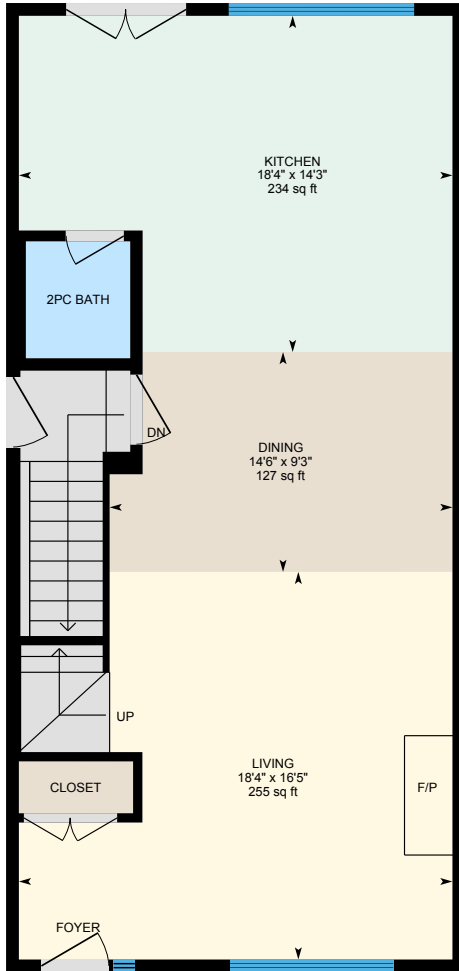 KITCHEN
18'4" x 14'3"
234 sq ft
2PC BATH
DN
DINING
14'6" x 9'3"
127 sq ft
UP
LIVING
18'4" x 16'5"
255 sq ft
CLOSET
F/P
FOYER